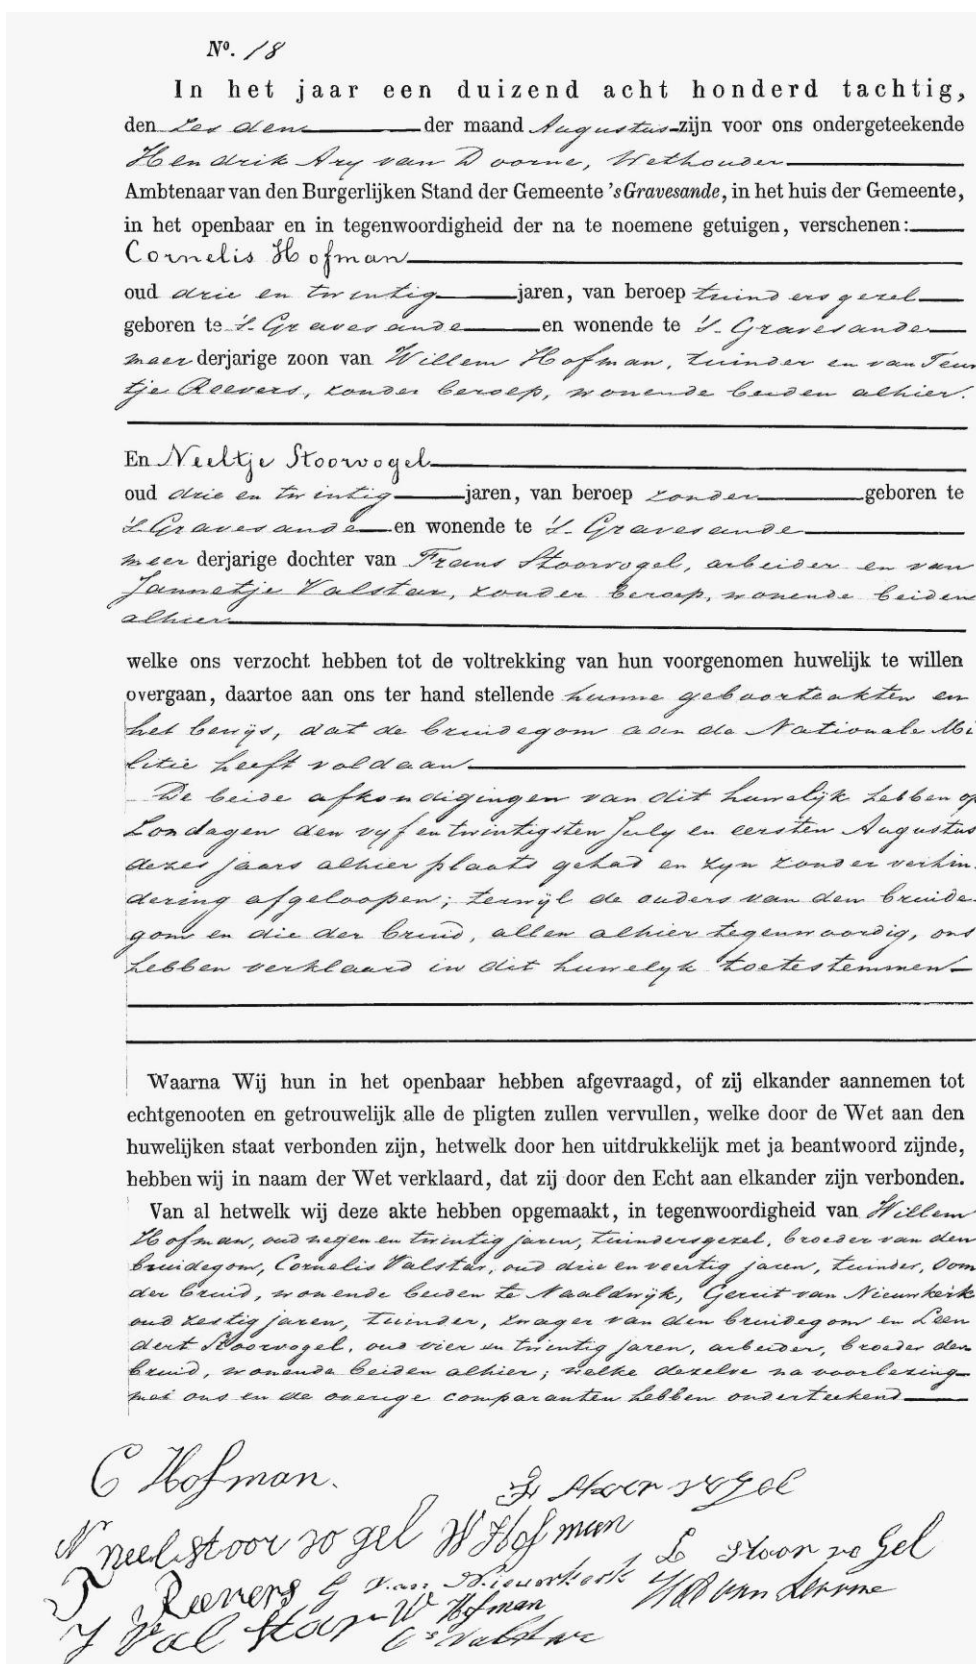 Nº. 18
In het jaar een duizend acht honderd tachtig,
den zesden der maand Augustus zijn voor ons ondergeteekende
Hendrik Ary van Doorne, Wethouder
Ambtenaar van den Burgerlijken Stand der Gemeente 's Gravesande, in het huis der Gemeente,
in het openbaar en in tegenwoordigheid der na te noemene getuigen, verschenen:
Cornelis Hofman
oud drie en twintig jaren, van beroep tuindersgezel
geboren te 's-Gravesande en wonende te 's-Gravesande
meerderjarige zoon van Willem Hofman, tuinder en van Teun
tje Reevers, zonder beroep, wonende beiden alhier.
En Neeltje Stoorvogel
oud drie en twintig jaren, van beroep zonder geboren te
's Gravesande en wonende te 's-Gravesande
meerderjarige dochter van Frans Stoorvogel, arbeider en van
Jannetje Valstar, zonder beroep, wonende beiden
alhier
welke ons verzocht hebben tot de voltrekking van hun voorgenomen huwelijk te willen
overgaan, daartoe aan ons ter hand stellende hunne geboorteakten en
het bewijs, dat de bruidegom aan de Nationale Mi
litie heeft voldaan
De beide afkondigingen van dit huwelijk hebben op
Zondagen den vyf en twintigsten July en eersten Augustus
dezes jaars alhier plaats gehad en zyn zonder verhin
dering afgeloopen; terwijl de ouders van den bruide-
gom en die der bruid, allen alhier tegenwoordig, ons
hebben verklaard in dit huwelyk toetestemmen
Waarna Wij hun in het openbaar hebben afgevraagd, of zij elkander aannemen tot
echtgenooten en getrouwelijk alle de pligten zullen vervullen, welke door de Wet aan den
huwelijken staat verbonden zijn, hetwelk door hen uitdrukkelijk met ja beantwoord zijnde,
hebben wij in naam der Wet verklaard, dat zij door den Echt aan elkander zijn verbonden.
Van al hetwelk wij deze akte hebben opgemaakt, in tegenwoordigheid van Willem
Hofman, oud negen en twintig jaren, tuindersgezel, broeder van den
bruidegom, Cornelis Valstar, oud drie en veertig jaren, tuinder, oom
der bruid, wonende beiden te Naaldwijk, Gerrit van Nieuwkerk
oud zestig jaren, tuinder, zwager van den bruidegom en Leen
dert Stoorvogel, oud vier en twintig jaren, arbeider, broeder der
bruid, wonende beiden alhier; welke dezelve na voorlezing
met ons en de overige comparanten hebben onderteekend
C Hofman.
Fr Stoorvogel
N neel stoor vo gel W Hofman
L Stoor vo Gel
T Reevers G van Nieuwkerk HA van Doorne
J Val Star W Hofman
Cs Valstar